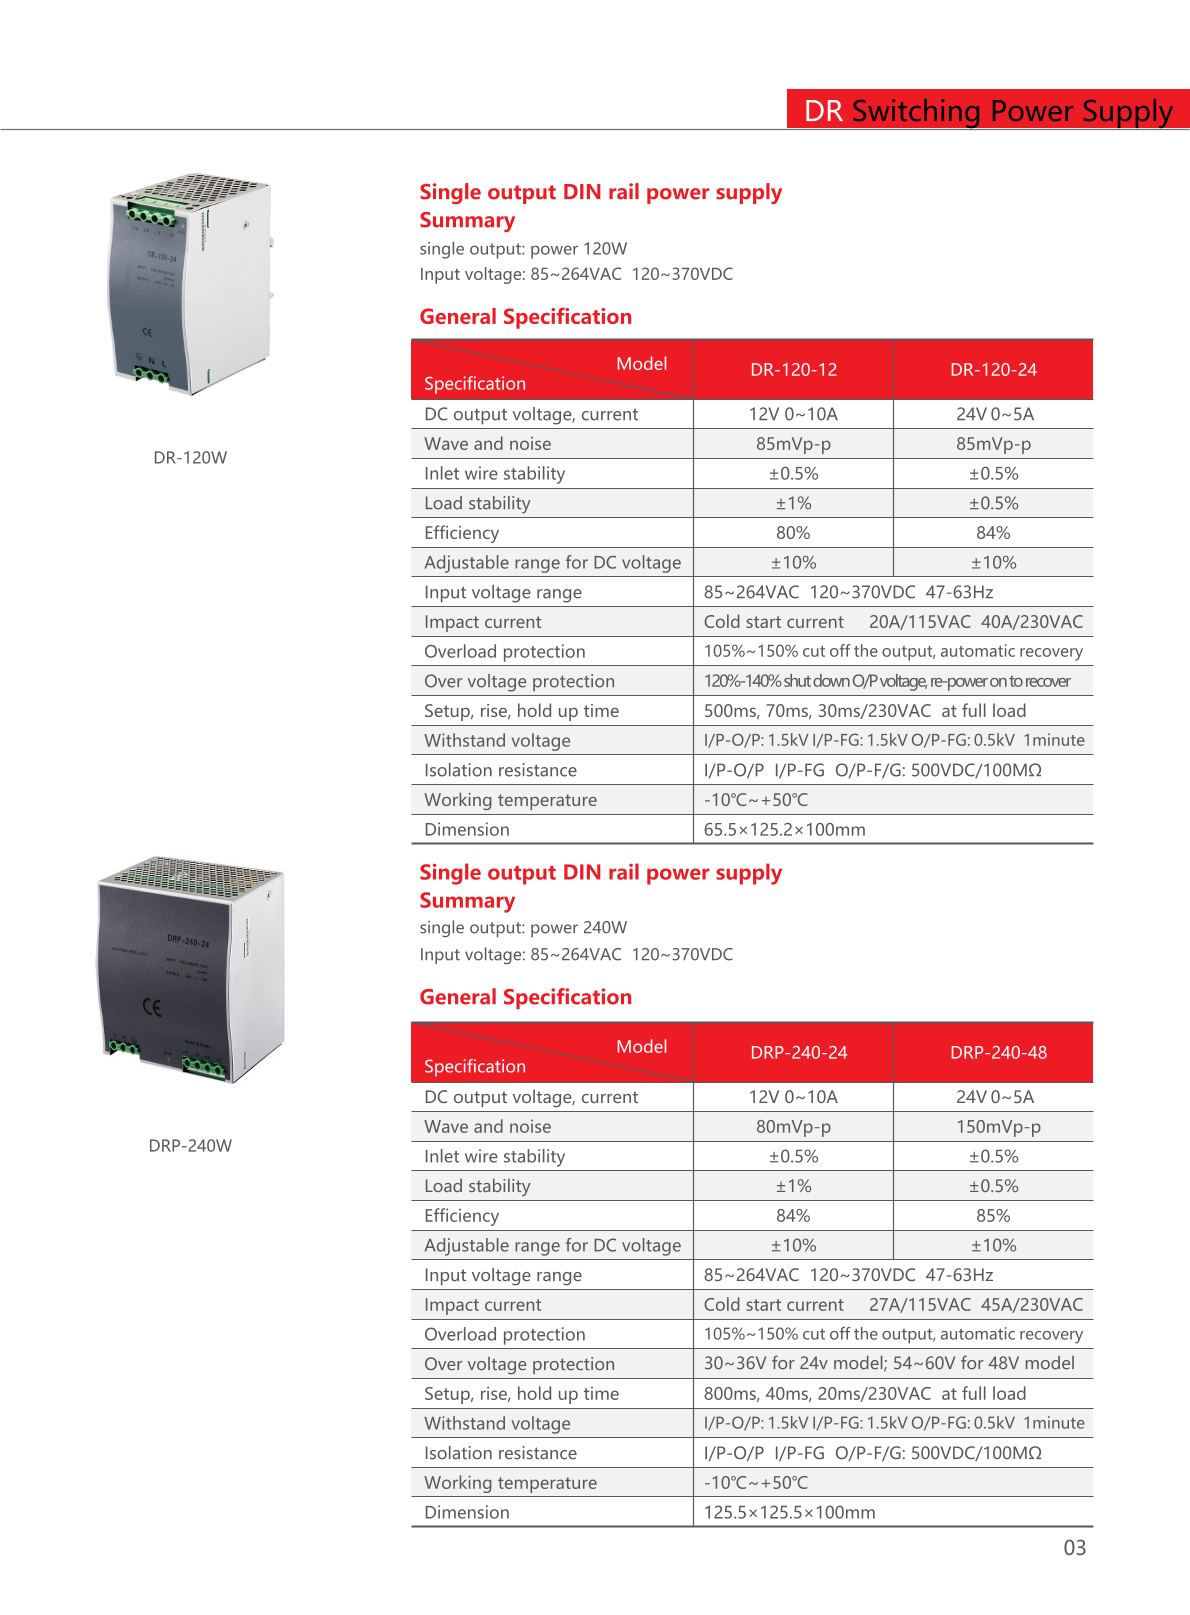 DR Switching Power Supply
Single output DIN rail power supply
Summary
single output: power 120W
Input voltage: 85~264VAC 120~370VDC
General Specification
DR-120-24
CE
N L
DR-120W
Model
Specification DR-120-12 DR-120-24
DC output voltage, current 12V 0~10A 24V 0~5A
Wave and noise 85mVp-p 85mVp-p
Inlet wire stability ±0.5% ±0.5%
Load stability ±1% ±0.5%
Efficiency 80% 84%
Adjustable range for DC voltage ±10% ±10%
Input voltage range 85~264VAC 120~370VDC 47-63Hz
Impact current Cold start current 20A/115VAC 40A/230VAC
Overload protection 105%~150% cut off the output, automatic recovery
Over voltage protection 120%-140% shut down O/P voltage, re-power on to recover
Setup, rise, hold up time 500ms, 70ms, 30ms/230VAC at full load
Withstand voltage I/P-O/P: 1.5kV I/P-FG: 1.5kV O/P-FG: 0.5kV 1minute
Isolation resistance I/P-O/P I/P-FG O/P-F/G: 500VDC/100MΩ
Working temperature -10℃~+50℃
Dimension 65.5×125.2×100mm
Single output DIN rail power supply
Summary
single output: power 240W
Input voltage: 85~264VAC 120~370VDC
General Specification
DRP-240-24
CE
DRP-240W
Model
Specification DRP-240-24 DRP-240-48
DC output voltage, current 12V 0~10A 24V 0~5A
Wave and noise 80mVp-p 150mVp-p
Inlet wire stability ±0.5% ±0.5%
Load stability ±1% ±0.5%
Efficiency 84% 85%
Adjustable range for DC voltage ±10% ±10%
Input voltage range 85~264VAC 120~370VDC 47-63Hz
Impact current Cold start current 27A/115VAC 45A/230VAC
Overload protection 105%~150% cut off the output, automatic recovery
Over voltage protection 30~36V for 24v model; 54~60V for 48V model
Setup, rise, hold up time 800ms, 40ms, 20ms/230VAC at full load
Withstand voltage I/P-O/P: 1.5kV I/P-FG: 1.5kV O/P-FG: 0.5kV 1minute
Isolation resistance I/P-O/P I/P-FG O/P-F/G: 500VDC/100MΩ
Working temperature -10℃~+50℃
Dimension 125.5×125.5×100mm
03